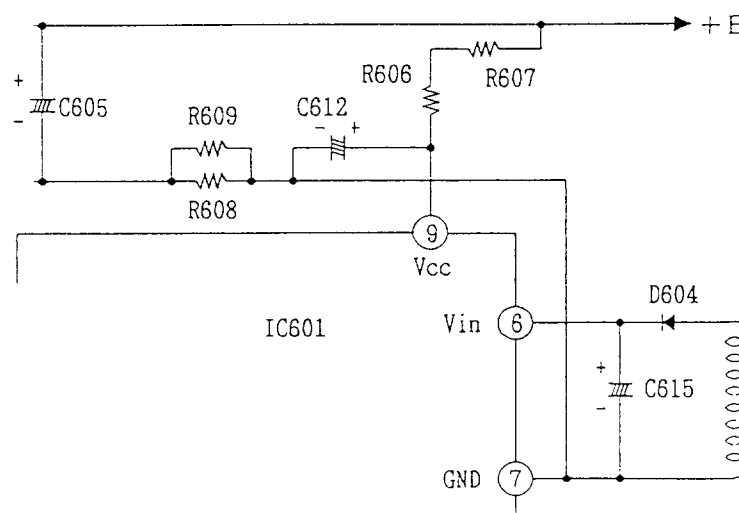 + E
R607
R606
+
C605
-
C612
- +
R609
R608
9
Vcc
D604
IC601
Vin 6
+
C615
-
GND 7